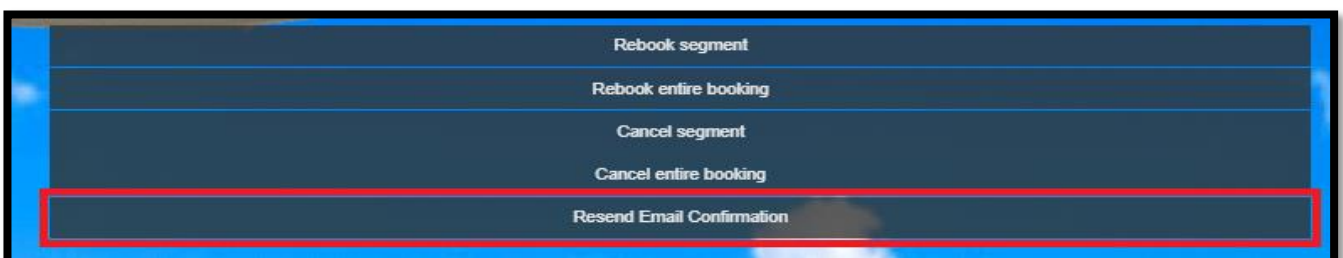 Rebook segment
Rebook entire booking
Cancel segment
Cancel entire booking
Resend Email Confirmation